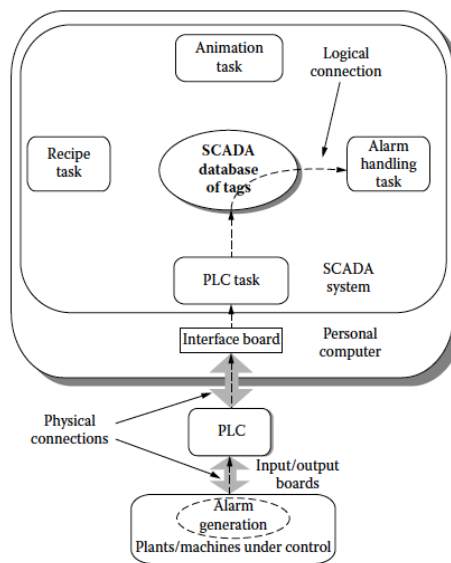 Animation
task
Logical
connection
Recipe
task
SCADA
database
of tags
Alarm
handling
task
PLC task
SCADA
system
Interface board
Personal
computer
Physical
connections
PLC
Input/output
boards
Alarm
generation
Plants/machines under control